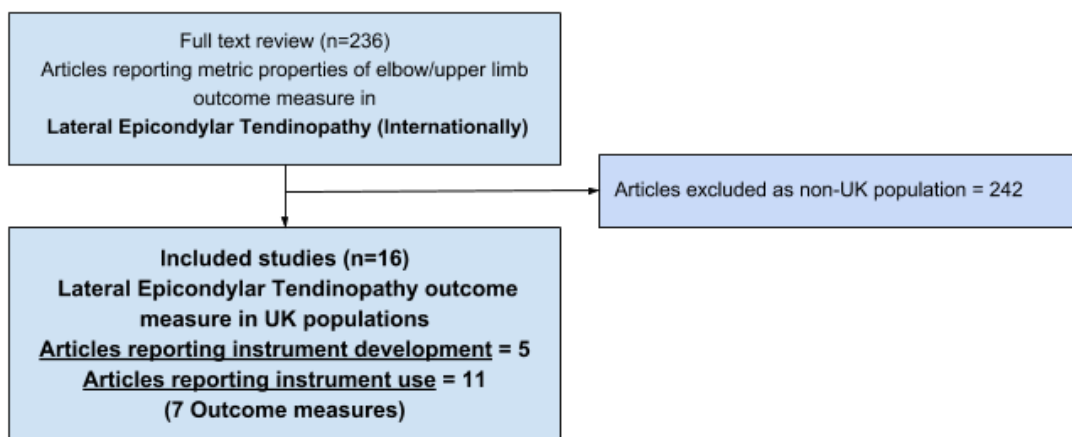 Full text review (n=236)
Articles reporting metric properties of elbow/upper limb
outcome measure in
Lateral Epicondylar Tendinopathy (Internationally)
Articles excluded as non-UK population = 242
Included studies (n=16)
Lateral Epicondylar Tendinopathy outcome
measure in UK populations
Articles reporting instrument development = 5
Articles reporting instrument use = 11
(7 Outcome measures)